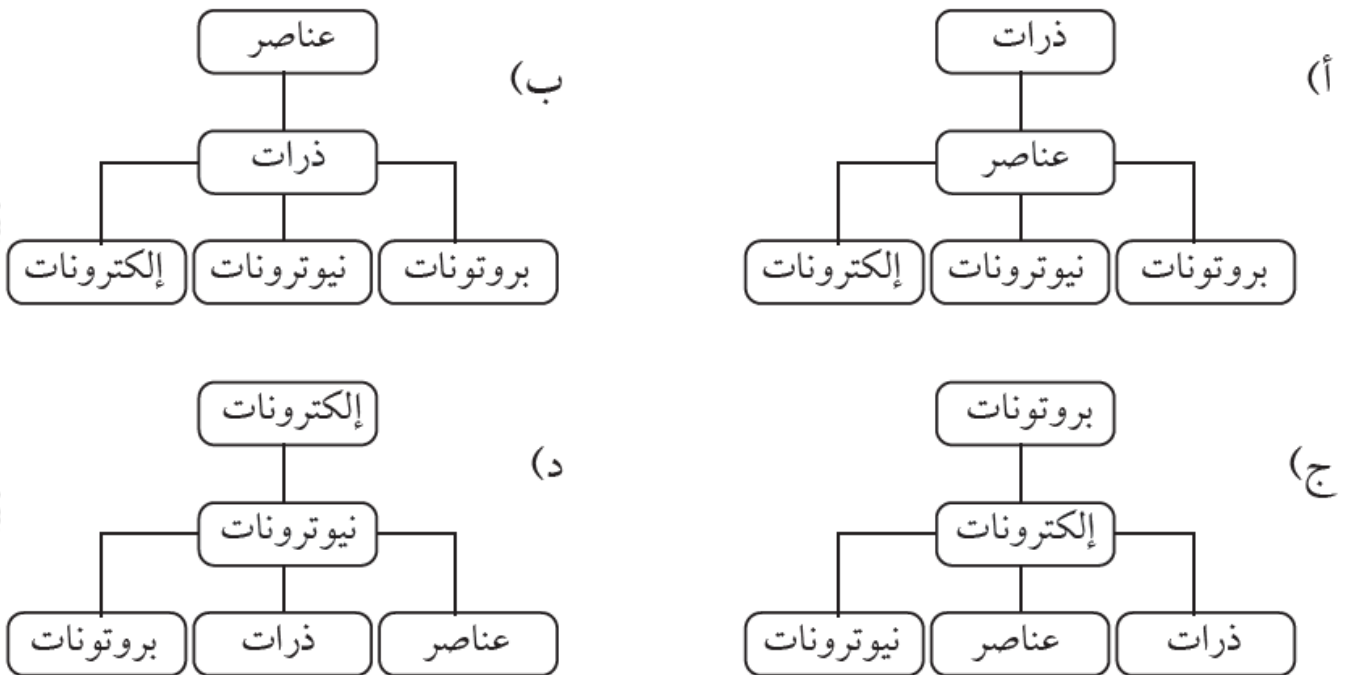 أ)
ذرات
عناصر
بروتونات
نيوترونات
إلكترونات
ب)
عناصر
ذرات
بروتونات
نيوترونات
إلكترونات
ج)
بروتونات
إلكترونات
ذرات
عناصر
نيوترونات
د)
إلكترونات
نيوترونات
عناصر
ذرات
بروتونات